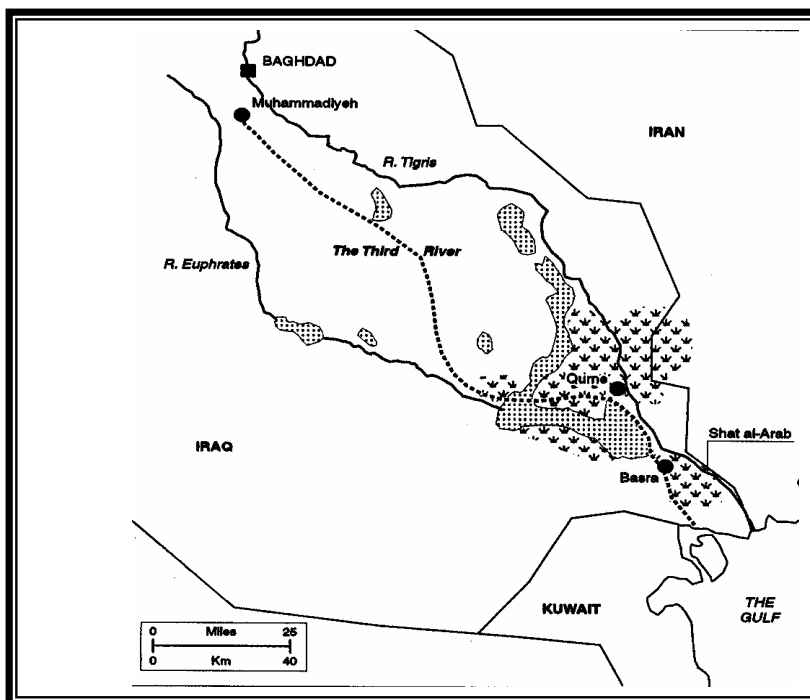 BAGHDAD
Muhammadiyeh
IRAN
R. Tigris
The Third River
R. Euphrates
Qurne
Shat al-Arab
IRAQ
Basra
THE
GULF
KUWAIT
0 Miles 25
0 Km 40